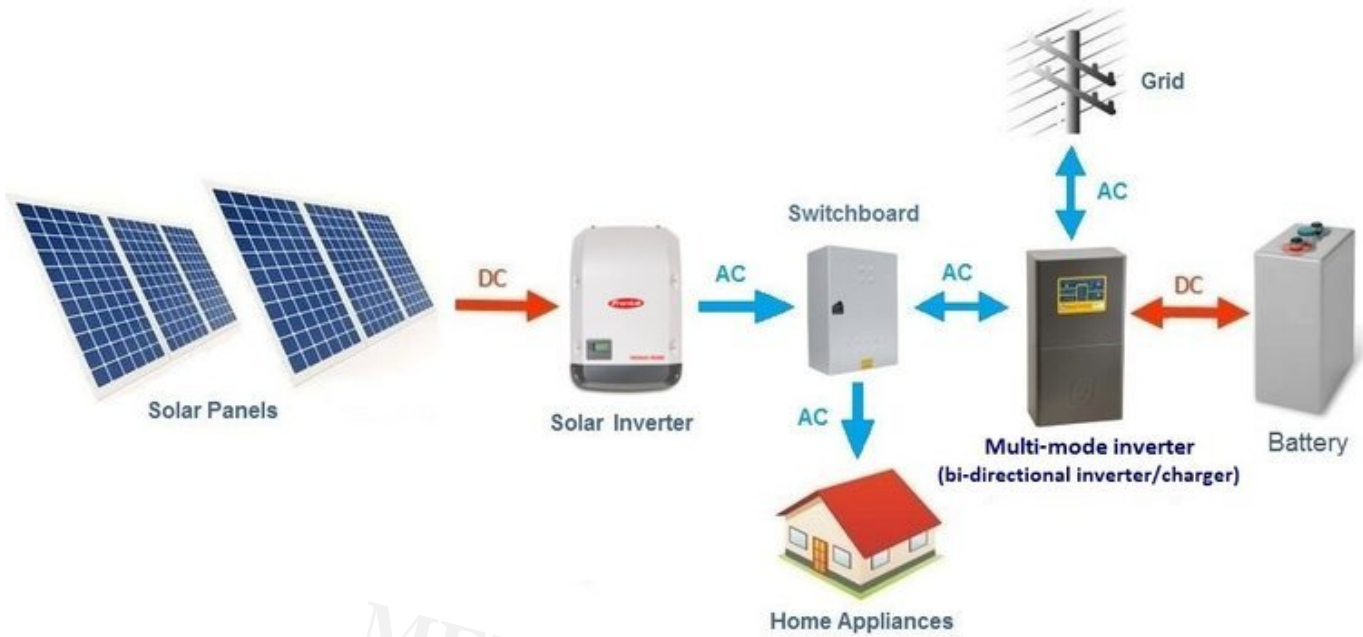 Grid
AC
Switchboard
DC
AC
AC
DC
Fronius
Solar Panels
Solar Inverter
AC
Multi-mode inverter
(bi-directional inverter/charger)
Battery
Home Appliances